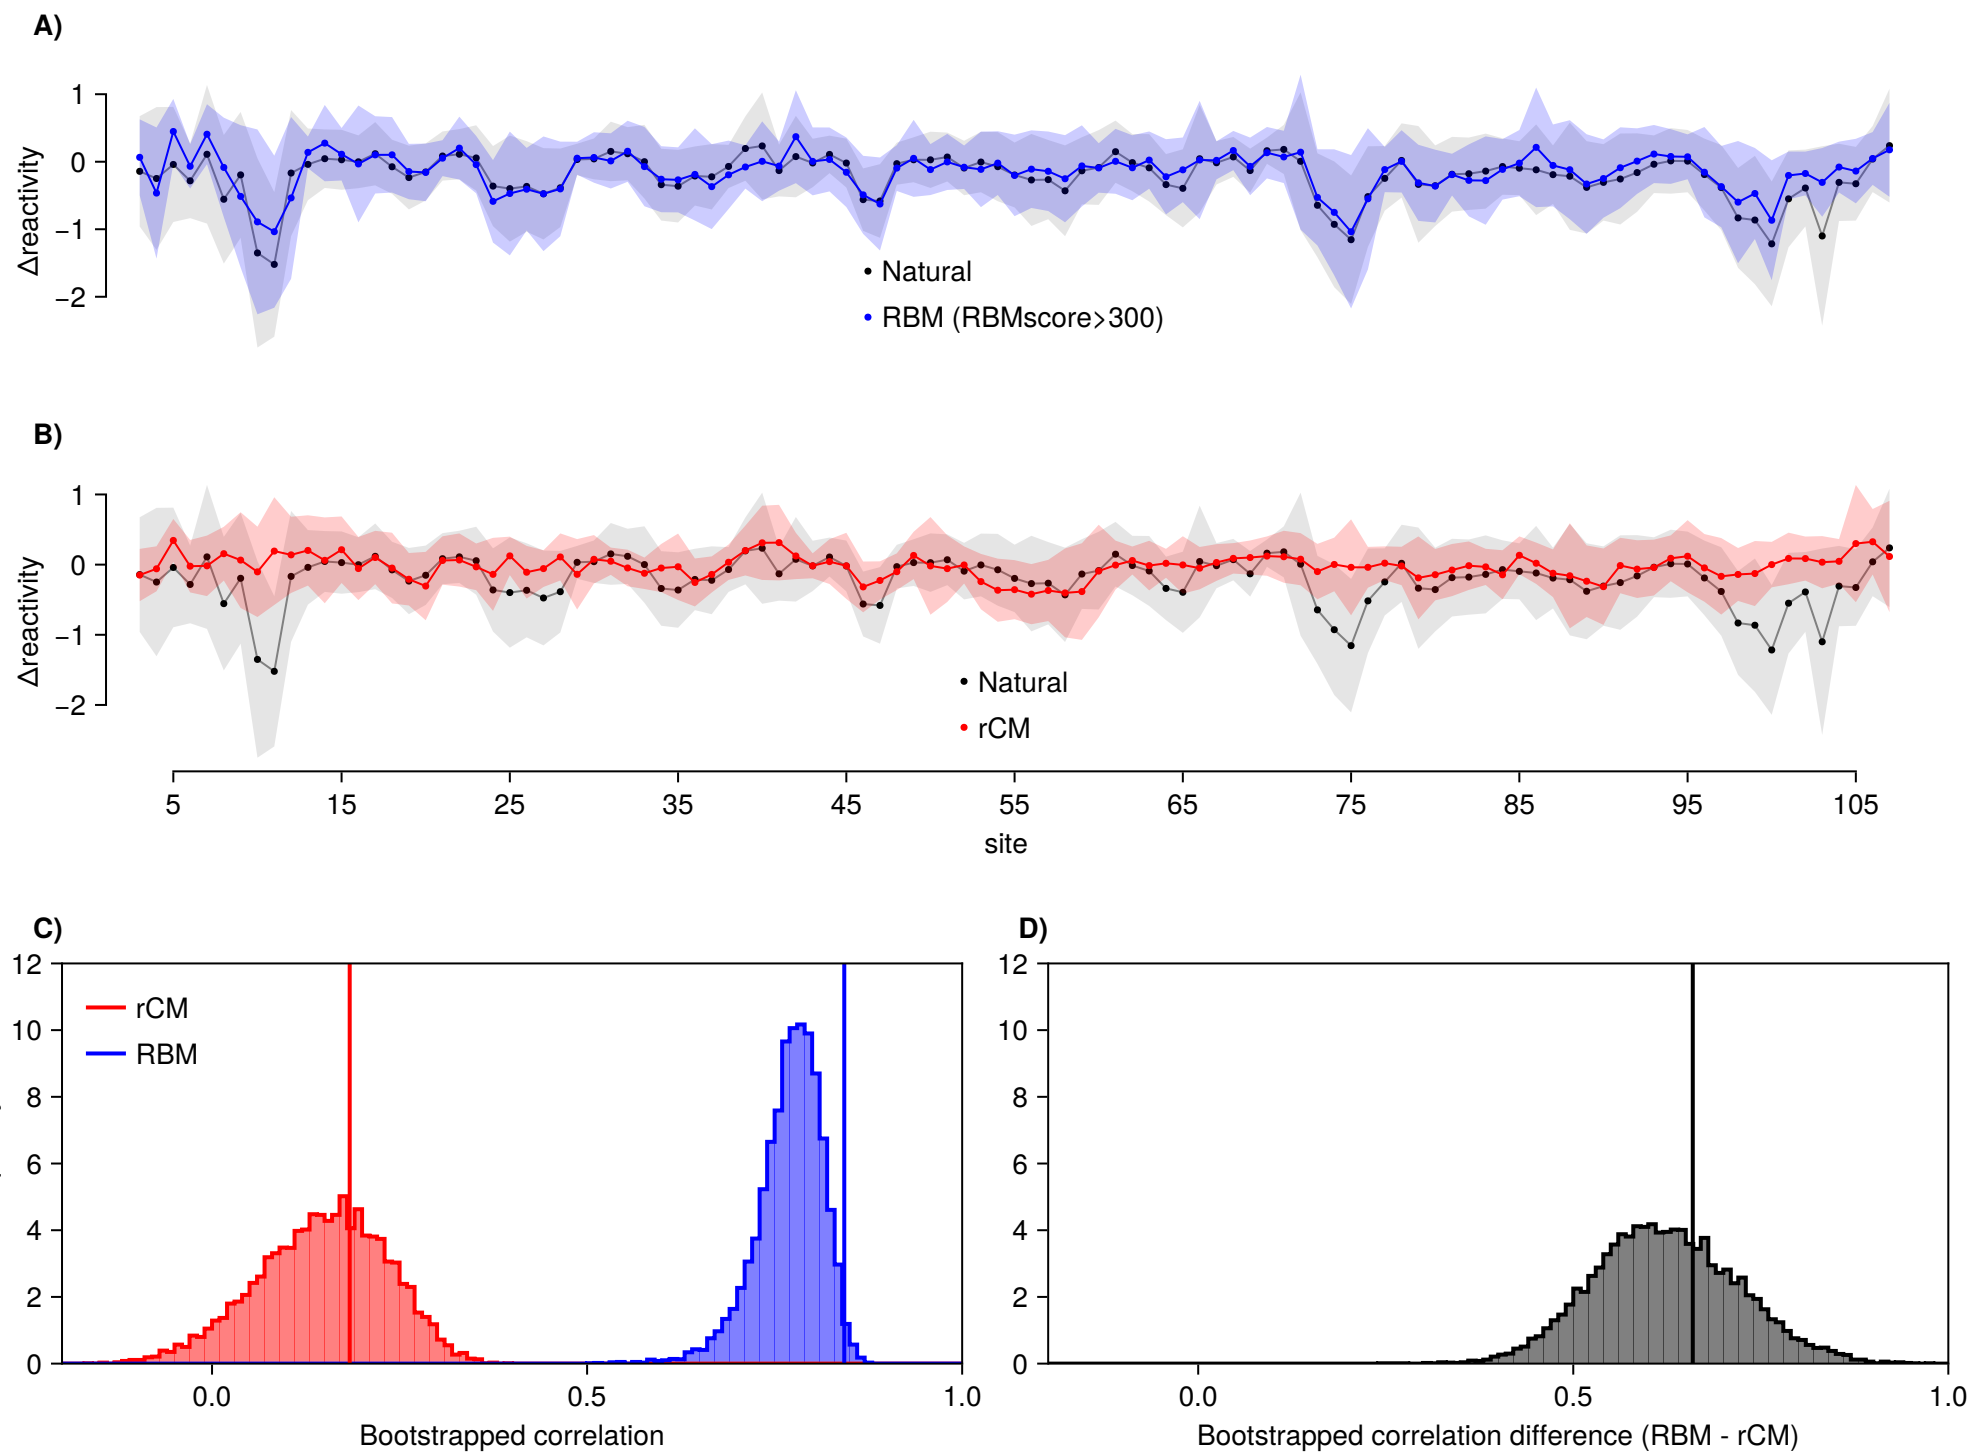 A)
1
0
−1
−2
Δreactivity
Natural
RBM (RBMscore>300)
B)
1
0
−1
−2
Δreactivity
Natural
rCM
5 15 25 35 45 55 65 75 85 95 105
site
C)
12
10
8
6
4
2
0
rCM
RBM
0.0 0.5 1.0
Bootstrapped correlation
D)
12
10
8
6
4
2
0
0.0 0.5 1.0
Bootstrapped correlation difference (RBM - rCM)